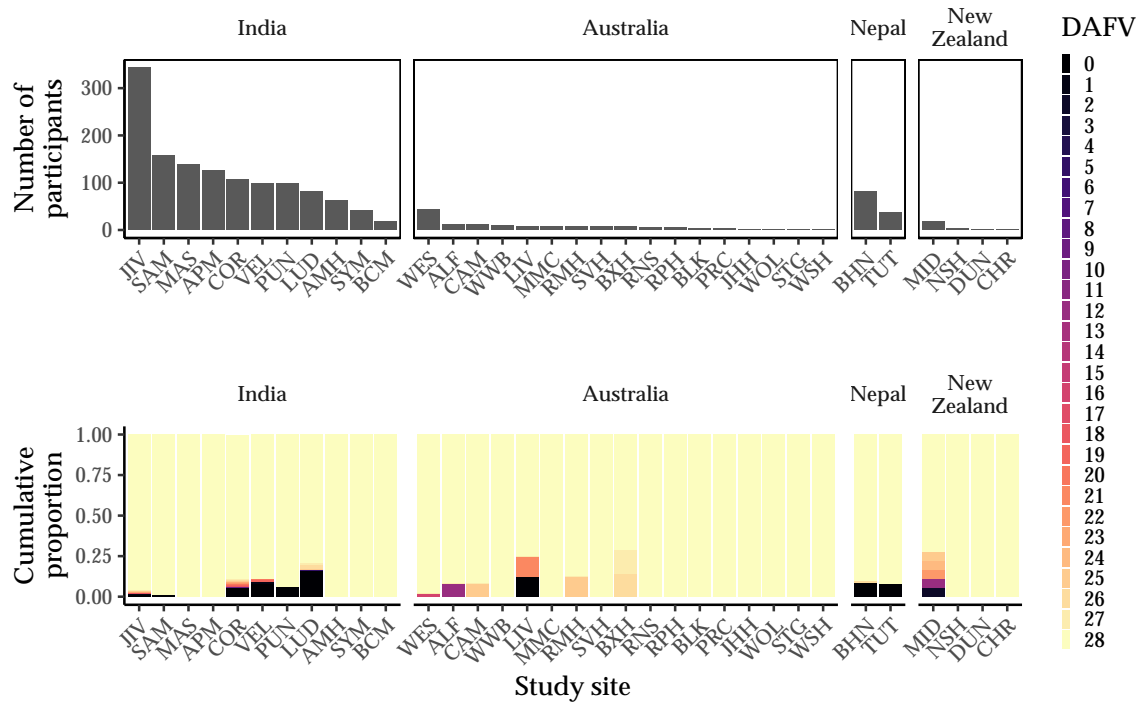 India
Australia
Nepal
New
Zealand
DAFV
Number of
participants
300
200
100
0
JIV
SAM
MAS
APM
COR
VEL
PUN
LUD
AMH
SYM
BCM
WES
ALF
CAM
WWB
LIV
MMC
RMH
SVH
BXH
RNS
RPH
BLK
PRC
JHH
WOL
STG
WSH
BHN
TUT
MID
NSH
DUN
CHR
India
Australia
Nepal
New
Zealand
Cumulative
proportion
1.00
0.75
0.50
0.25
0.00
JIV
SAM
MAS
APM
COR
VEL
PUN
LUD
AMH
SYM
BCM
WES
ALF
CAM
WWB
LIV
MMC
RMH
SVH
BXH
RNS
RPH
BLK
PRC
JHH
WOL
STG
WSH
BHN
TUT
MID
NSH
DUN
CHR
Study site
0
1
2
3
4
5
6
7
8
9
10
11
12
13
14
15
16
17
18
19
20
21
22
23
24
25
26
27
28